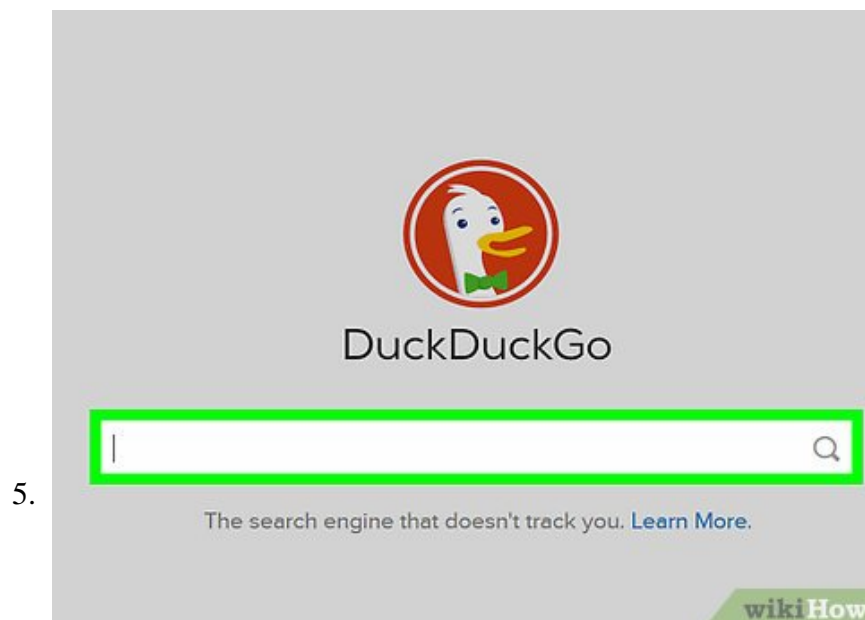 DuckDuckGo
5.
The search engine that doesn't track you. Learn More.
wikiHow